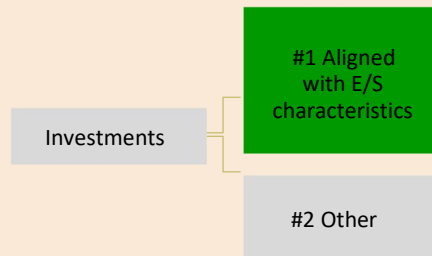 #1 Aligned
with E/S
characteristics
Investments
#2 Other